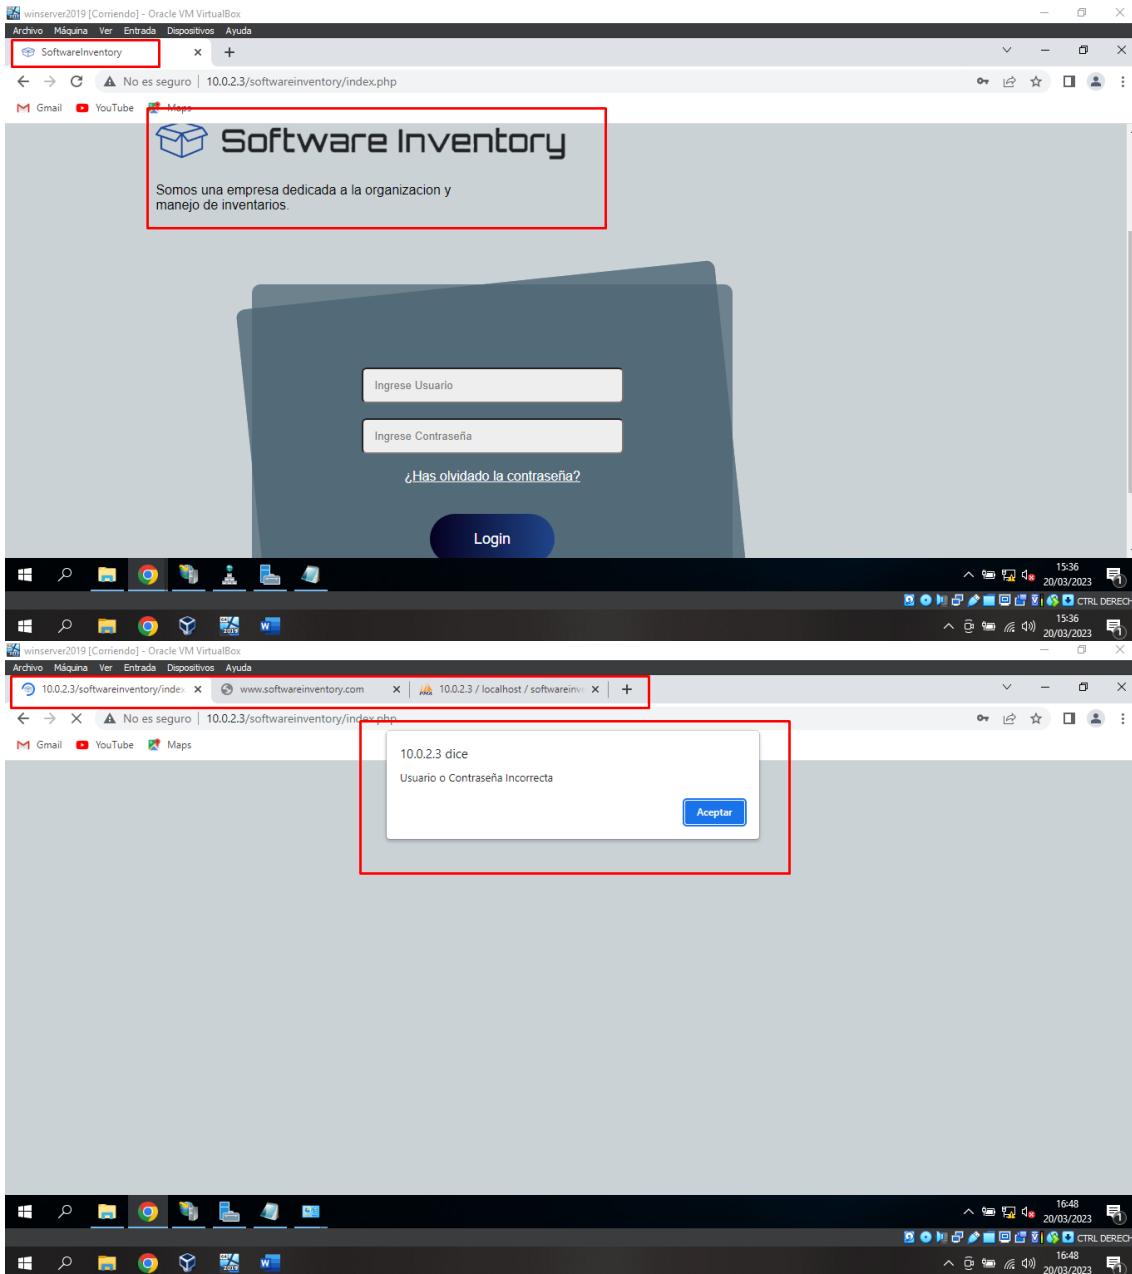 winserver2019 [Corriendo] - Oracle VM VirtualBox
Archivo Máquina Ver Entrada Dispositivos Ayuda
SoftwareInventory
No es seguro 10.0.2.3/softwareinventory/index.php
Gmail YouTube Maps
Software Inventory
Somos una empresa dedicada a la organizacion y
manejo de inventarios.
Ingrese Usuario
Ingrese Contraseña
¿Has olvidado la contraseña?
Login
15:36
20/03/2023
CTRL DERECH
15:36
20/03/2023
winserver2019 [Corriendo] - Oracle VM VirtualBox
Archivo Máquina Ver Entrada Dispositivos Ayuda
10.0.2.3/softwareinventory/index www.softwareinventory.com 10.0.2.3 / localhost / softwareinve
No es seguro 10.0.2.3/softwareinventory/index.php
Gmail YouTube Maps
10.0.2.3 dice
Usuario o Contraseña Incorrecta
Aceptar
16:48
20/03/2023
CTRL DERECH
16:48
20/03/2023